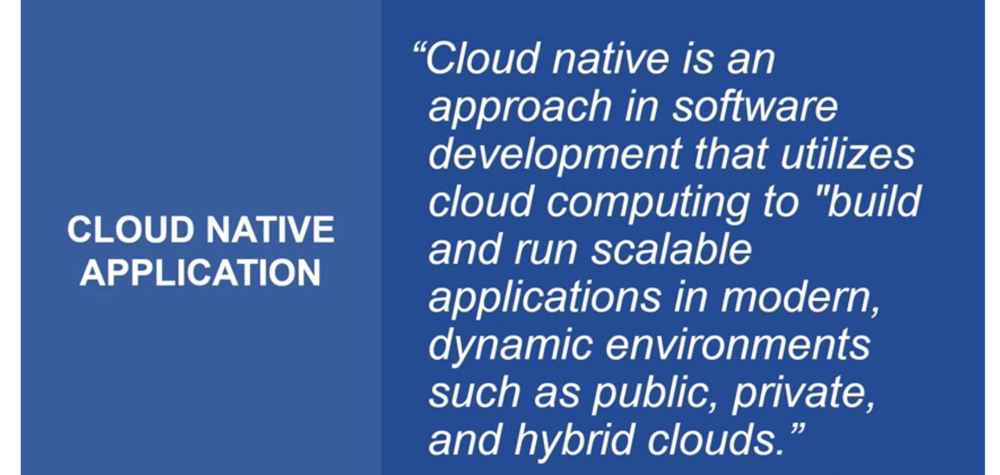 CLOUD NATIVE
APPLICATION
“Cloud native is an
approach in software
development that utilizes
cloud computing to "build
and run scalable
applications in modern,
dynamic environments
such as public, private,
and hybrid clouds.”